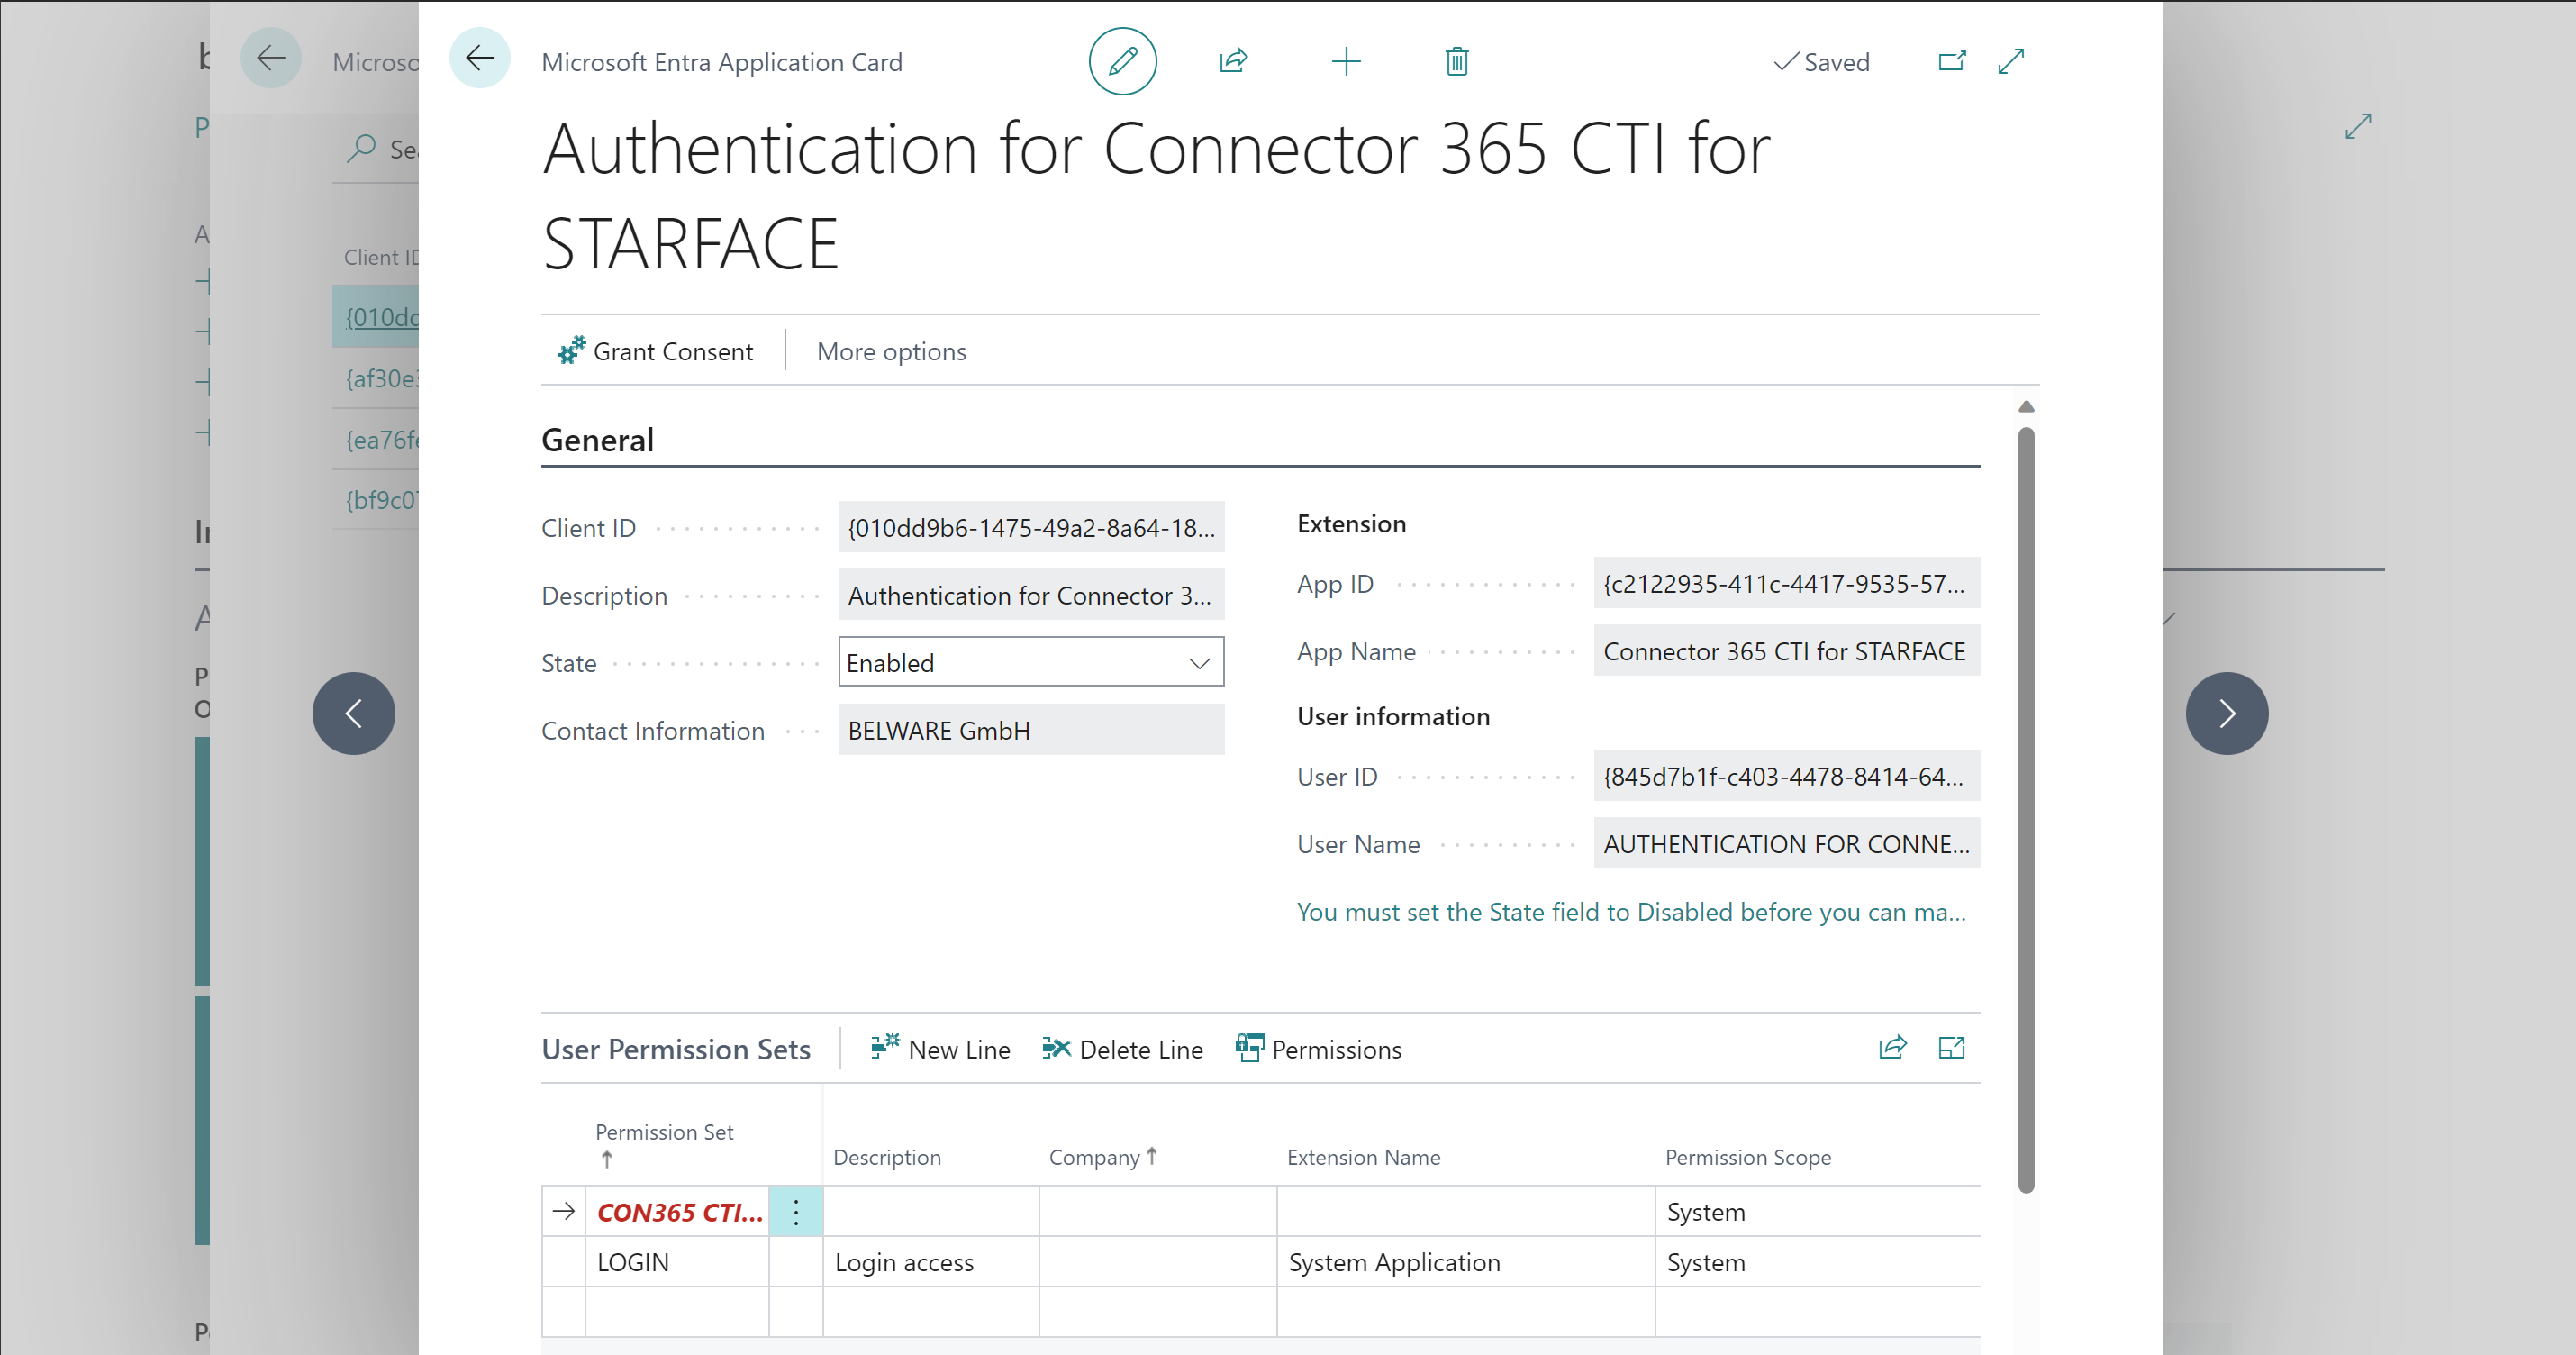 Microsoft Entra Application Card
Saved
Authentication for Connector 365 CTI for
STARFACE
Grant Consent
More options
General
Client ID
{010dd9b6-1475-49a2-8a64-18...
Description
Authentication for Connector 3...
State
Enabled
Contact Information
BELWARE GmbH
Extension
App ID
{c2122935-411c-4417-9535-57...
App Name
Connector 365 CTI for STARFACE
User information
User ID
{845d7b1f-c403-4478-8414-64...
User Name
AUTHENTICATION FOR CONNE...
You must set the State field to Disabled before you can ma...
User Permission Sets
New Line
Delete Line
Permissions
Permission Set
Description
Company
Extension Name
Permission Scope
CON365 CTI...
System
LOGIN
Login access
System Application
System
Client ID
{af30e
{ea76f
{bf9c0